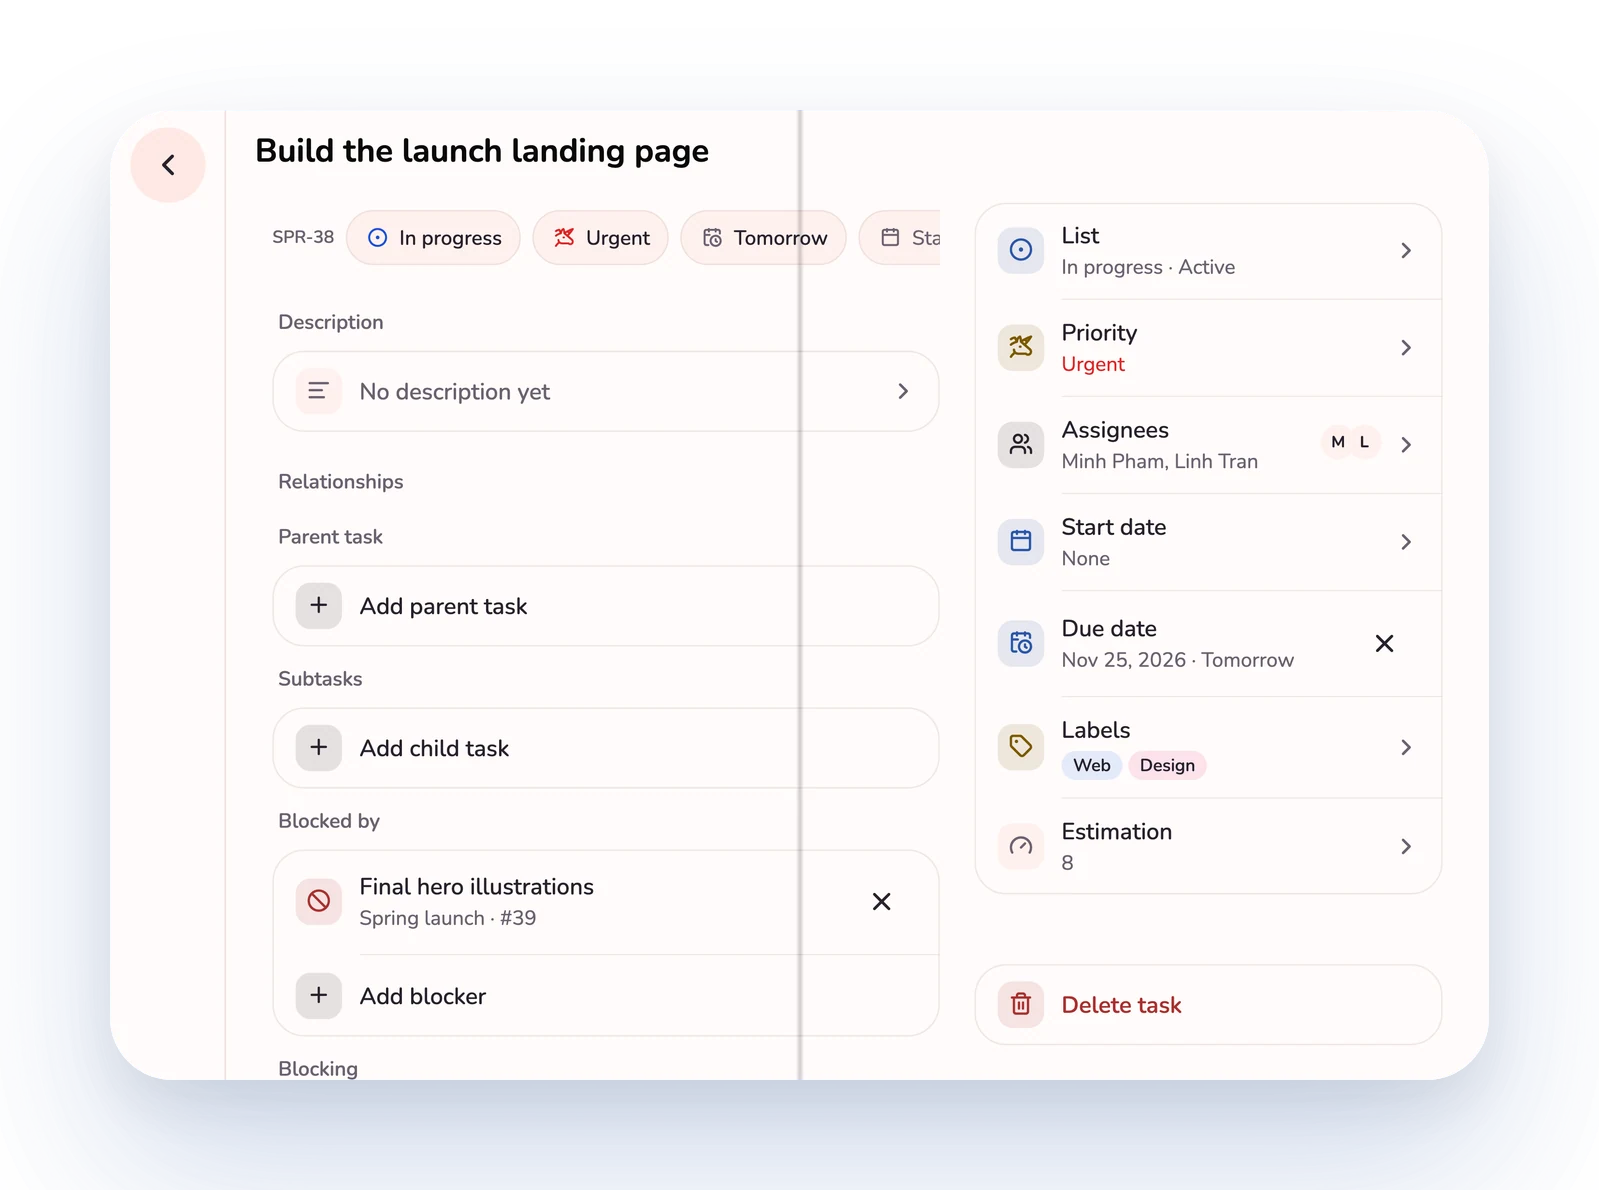 Build the launch landing page
SPR-38
In progress
Urgent
Tomorrow
Sta
Description
No description yet
Relationships
Parent task
Add parent task
Subtasks
Add child task
Blocked by
Final hero illustrations
Spring launch · #39
Add blocker
Blocking
List
In progress · Active
Priority
Urgent
Assignees
Minh Pham, Linh Tran
M L
Start date
None
Due date
Nov 25, 2026 · Tomorrow
Labels
Web Design
Estimation
8
Delete task